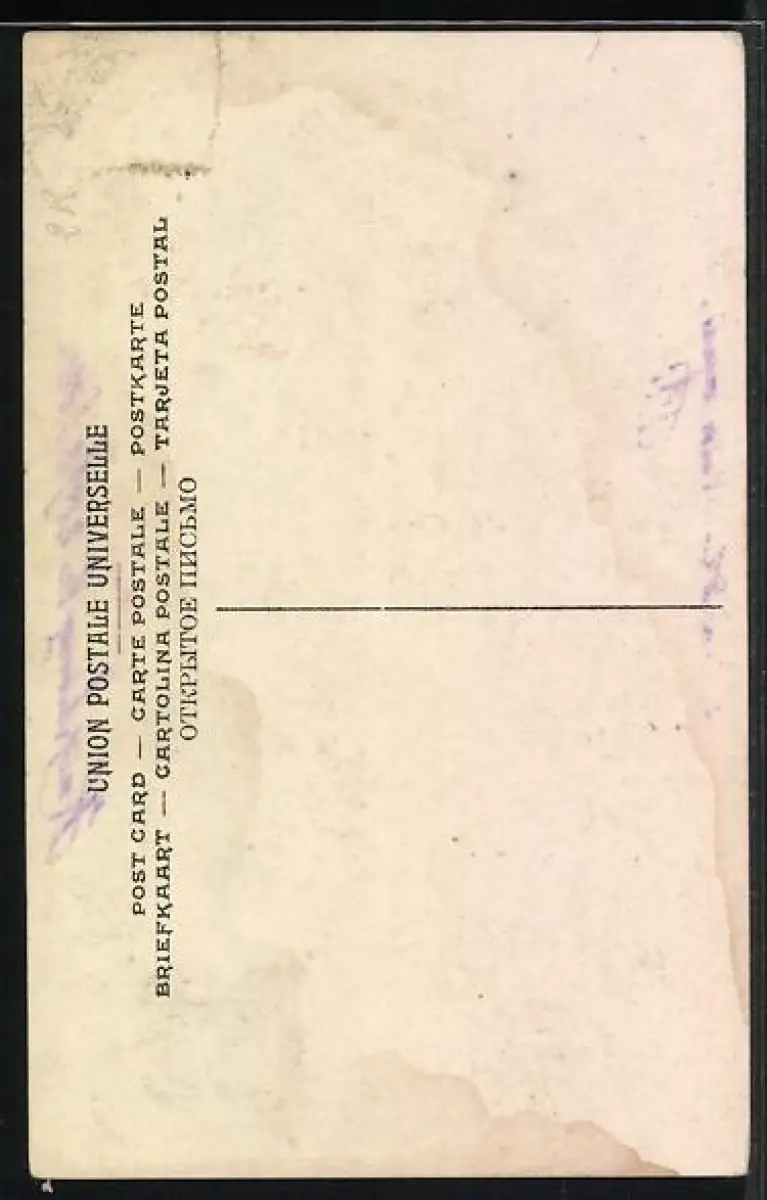 UNION POSTALE UNIVERSELLE
POST CARD — CARTE POSTALE — POSTKARTE
BRIEFKAART — CARTOLINA POSTALE — TARJETA POSTAL
ОТКРЫТОЕ ПИСЬМО